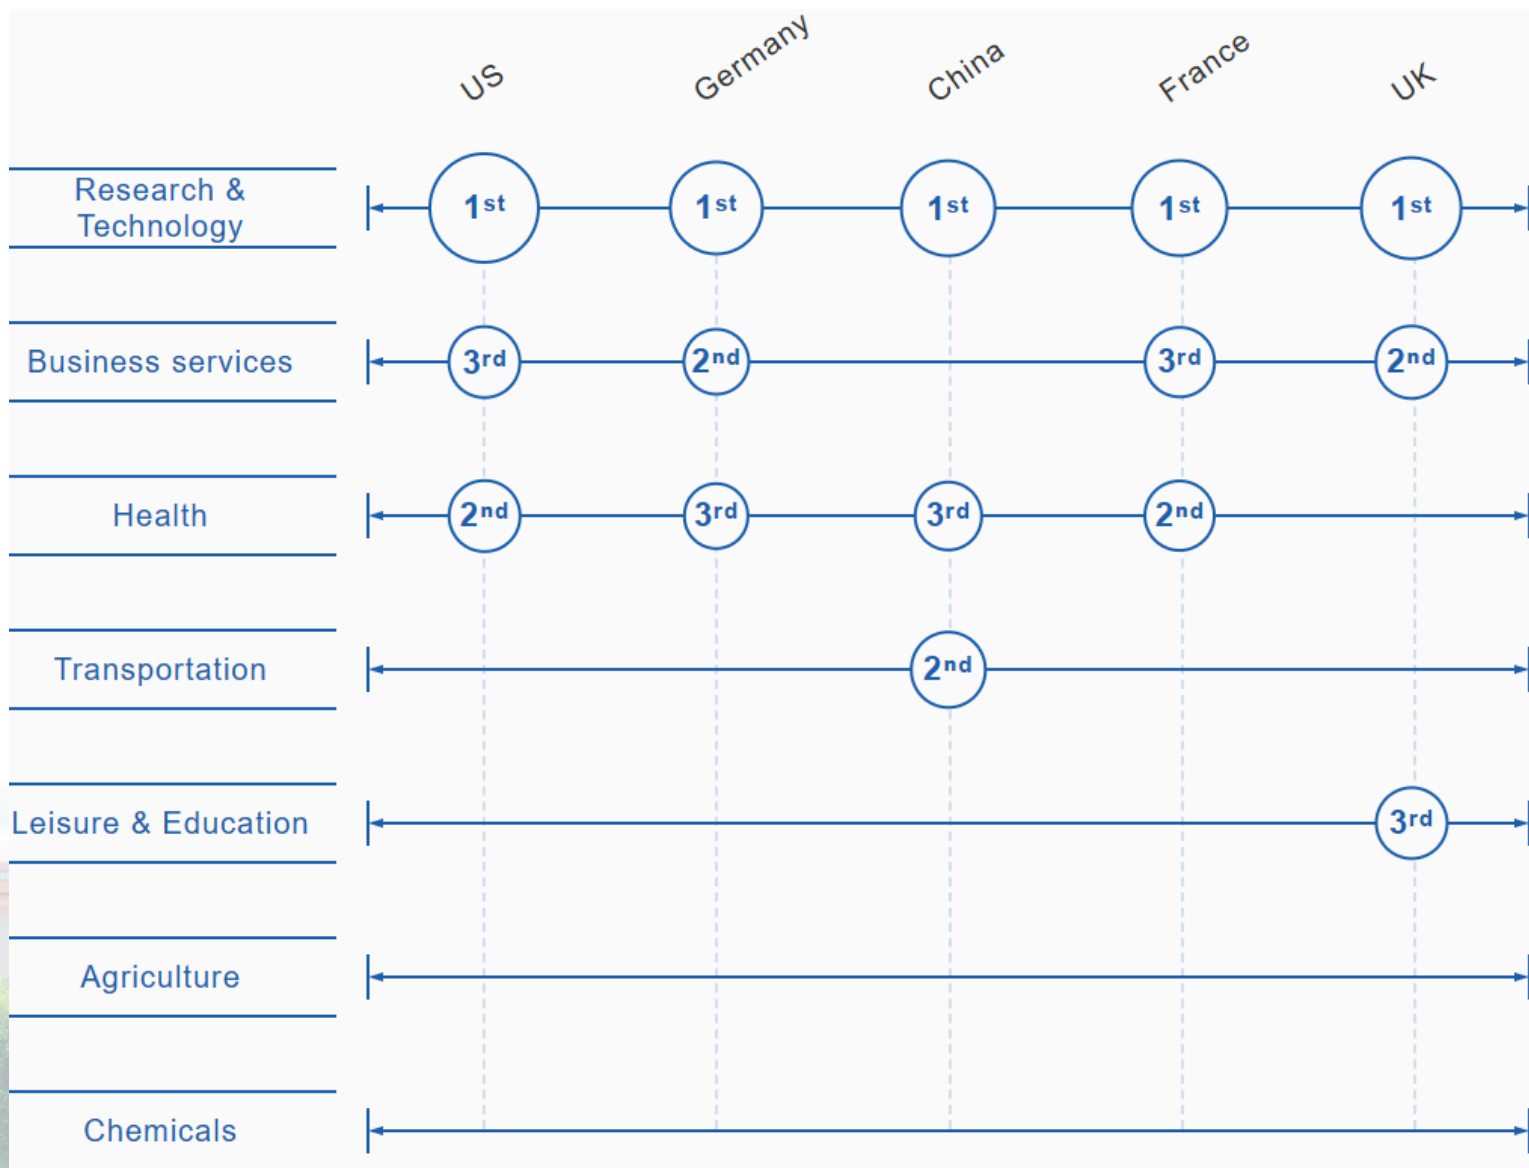 US Germany China France UK
Research &
Technology
1st 1st 1st 1st 1st
Business services 3rd 2nd 3rd 2nd
Health 2nd 3rd 3rd 2nd
Transportation 2nd
Leisure & Education 3rd
Agriculture
Chemicals